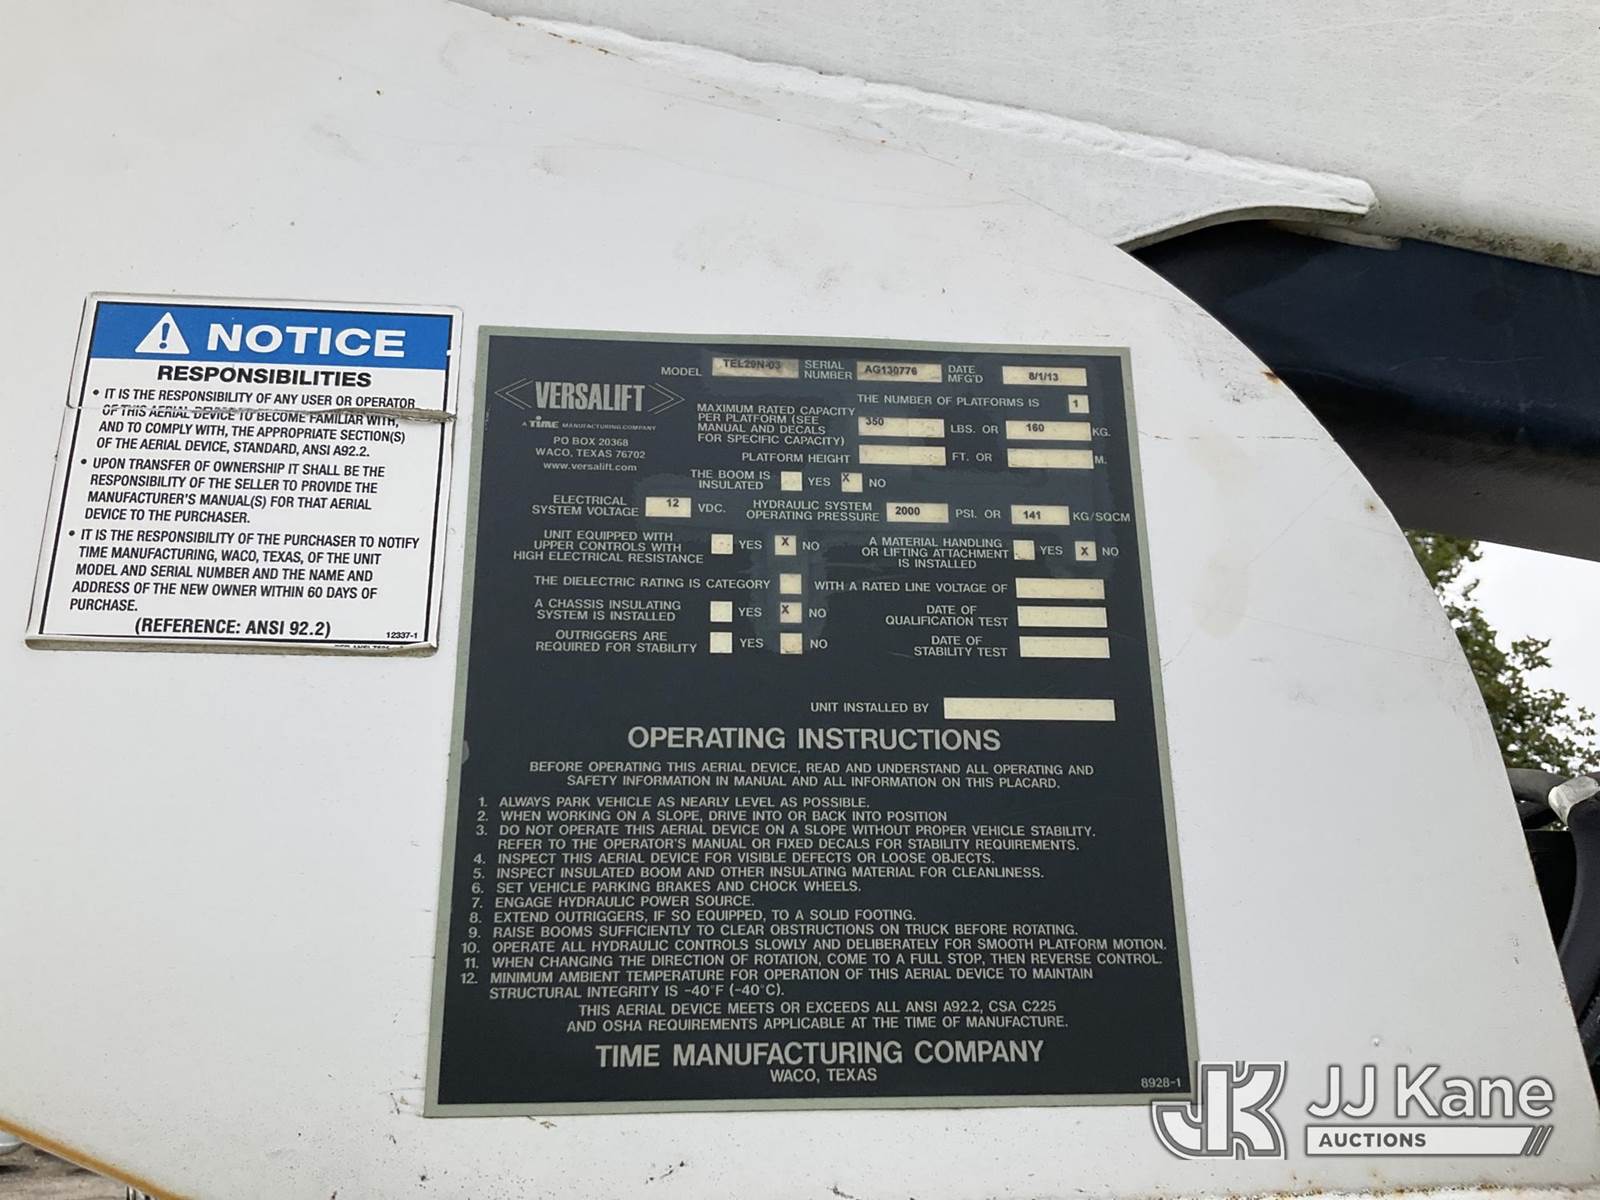 NOTICE
RESPONSIBILITIES
• IT IS THE RESPONSIBILITY OF ANY USER OR OPERATOR
OF THIS AERIAL DEVICE TO BECOME FAMILIAR WITH,
AND TO COMPLY WITH, THE APPROPRIATE SECTION(S)
OF THE AERIAL DEVICE, STANDARD, ANSI A92.2.
• UPON TRANSFER OF OWNERSHIP IT SHALL BE THE
RESPONSIBILITY OF THE SELLER TO PROVIDE THE
MANUFACTURER'S MANUAL(S) FOR THAT AERIAL
DEVICE TO THE PURCHASER.
• IT IS THE RESPONSIBILITY OF THE PURCHASER TO NOTIFY
TIME MANUFACTURING, WACO, TEXAS, OF THE UNIT
MODEL AND SERIAL NUMBER AND THE NAME AND
ADDRESS OF THE NEW OWNER WITHIN 60 DAYS OF
PURCHASE.
(REFERENCE: ANSI 92.2)
12337-1
VERSALIFT
A TIME MANUFACTURING COMPANY
PO BOX 20368
WACO, TEXAS 76702
www.versalift.com
MODEL TEL29N-03 SERIAL NUMBER AG130776 DATE MFG'D 8/1/13
THE NUMBER OF PLATFORMS IS 1
MAXIMUM RATED CAPACITY
PER PLATFORM (SEE
MANUAL AND DECALS
FOR SPECIFIC CAPACITY) 350 LBS. OR 160 KG.
PLATFORM HEIGHT FT. OR M.
THE BOOM IS
INSULATED YES X NO
ELECTRICAL
SYSTEM VOLTAGE 12 VDC. HYDRAULIC SYSTEM
OPERATING PRESSURE 2000 PSI. OR 141 KG/SQCM
UNIT EQUIPPED WITH
UPPER CONTROLS WITH
HIGH ELECTRICAL RESISTANCE YES X NO
A MATERIAL HANDLING
OR LIFTING ATTACHMENT
IS INSTALLED YES X NO
THE DIELECTRIC RATING IS CATEGORY WITH A RATED LINE VOLTAGE OF
A CHASSIS INSULATING
SYSTEM IS INSTALLED YES X NO
DATE OF
QUALIFICATION TEST
OUTRIGGERS ARE
REQUIRED FOR STABILITY YES NO
DATE OF
STABILITY TEST
UNIT INSTALLED BY
OPERATING INSTRUCTIONS
BEFORE OPERATING THIS AERIAL DEVICE, READ AND UNDERSTAND ALL OPERATING AND
SAFETY INFORMATION IN MANUAL AND ALL INFORMATION ON THIS PLACARD.
1. ALWAYS PARK VEHICLE AS NEARLY LEVEL AS POSSIBLE.
2. WHEN WORKING ON A SLOPE, DRIVE INTO OR BACK INTO POSITION
3. DO NOT OPERATE THIS AERIAL DEVICE ON A SLOPE WITHOUT PROPER VEHICLE STABILITY.
REFER TO THE OPERATOR'S MANUAL OR FIXED DECALS FOR STABILITY REQUIREMENTS.
4. INSPECT THIS AERIAL DEVICE FOR VISIBLE DEFECTS OR LOOSE OBJECTS.
5. INSPECT INSULATED BOOM AND OTHER INSULATING MATERIAL FOR CLEANLINESS.
6. SET VEHICLE PARKING BRAKES AND CHOCK WHEELS.
7. ENGAGE HYDRAULIC POWER SOURCE.
8. EXTEND OUTRIGGERS, IF SO EQUIPPED, TO A SOLID FOOTING.
9. RAISE BOOMS SUFFICIENTLY TO CLEAR OBSTRUCTIONS ON TRUCK BEFORE ROTATING.
10. OPERATE ALL HYDRAULIC CONTROLS SLOWLY AND DELIBERATELY FOR SMOOTH PLATFORM MOTION.
11. WHEN CHANGING THE DIRECTION OF ROTATION, COME TO A FULL STOP, THEN REVERSE CONTROL.
12. MINIMUM AMBIENT TEMPERATURE FOR OPERATION OF THIS AERIAL DEVICE TO MAINTAIN
STRUCTURAL INTEGRITY IS -40°F (-40°C).
THIS AERIAL DEVICE MEETS OR EXCEEDS ALL ANSI A92.2, CSA C225
AND OSHA REQUIREMENTS APPLICABLE AT THE TIME OF MANUFACTURE.
TIME MANUFACTURING COMPANY
WACO, TEXAS
8928-1
JJ Kane
AUCTIONS